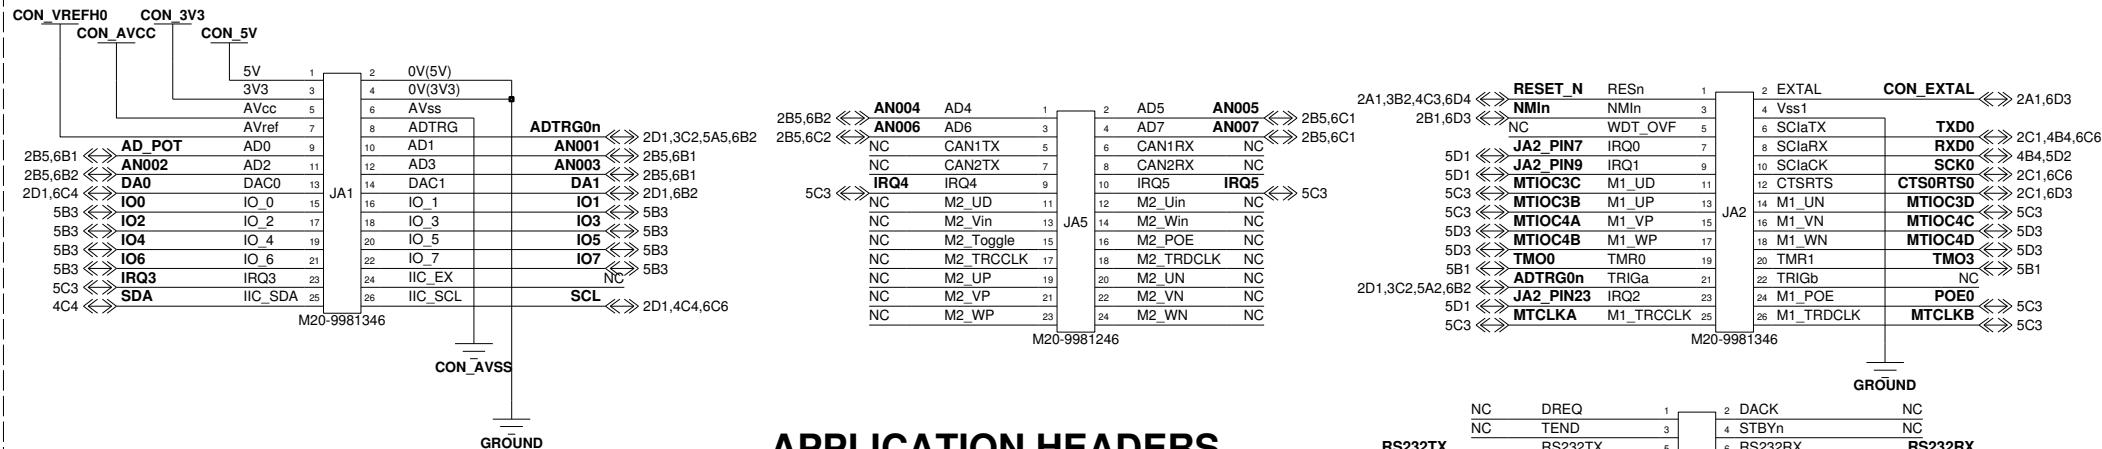 CON_VREFH0 CON_3V3
CON_AVCC CON_5V
5V 1 2 0V(5V)
3V3 3 4 0V(3V3)
AVcc 5 6 AVss
AVref 7 8 ADTRG ADTRG0n 2D1,3C2,5A5,6B2
2B5,6B1 AD_POT AD0 9 10 AD1 AN001 2B5,6B1
2B5,6B2 AN002 AD2 11 12 AD3 AN003 2B5,6B1
2D1,6C4 DA0 DAC0 13 JA1 14 DAC1 DA1 2D1,6B2
5B3 IO0 IO_0 15 16 IO_1 IO1 5B3
5B3 IO2 IO_2 17 18 IO_3 IO3 5B3
5B3 IO4 IO_4 19 20 IO_5 IO5 5B3
5B3 IO6 IO_6 21 22 IO_7 IO7 5B3
5C3 IRQ3 IRQ3 23 24 IIC_EX NC
4C4 SDA IIC_SDA 25 26 IIC_SCL SCL 2D1,4C4,6C6
M20-9981346
CON_AVSS
GROUND
2B5,6B2 AN004 AD4 1 2 AD5 AN005 2B5,6C1
2B5,6C2 AN006 AD6 3 4 AD7 AN007 2B5,6C1
NC CAN1TX 5 6 CAN1RX NC
NC CAN2TX 7 8 CAN2RX NC
5C3 IRQ4 IRQ4 9 10 IRQ5 IRQ5 5C3
NC M2_UD 11 12 M2_Uin NC
NC M2_Vin 13 JA5 14 M2_Win NC
NC M2_Toggle 15 16 M2_POE NC
NC M2_TRCCLK 17 18 M2_TRDCLK NC
NC M2_UP 19 20 M2_UN NC
NC M2_VP 21 22 M2_VN NC
NC M2_WP 23 24 M2_WN NC
M20-9981246
APPLICATION HEADERS
2A1,3B2,4C3,6D4 RESET_N RESn 1 2 EXTAL CON_EXTAL 2A1,6D3
2B1,6D3 NMIn NMIn 3 4 Vss1
NC WDT_OVF 5 6 SCIaTX TXD0 2C1,4B4,6C6
5D1 JA2_PIN7 IRQ0 7 8 SCIaRX RXD0 4B4,5D2
5D1 JA2_PIN9 IRQ1 9 10 SCIaCK SCK0 2C1,6C6
5C3 MTIOC3C M1_UD 11 12 CTSRTS CTS0RTS0 2C1,6D3
5C3 MTIOC3B M1_UP 13 JA2 14 M1_UN MTIOC3D 5C3
5D3 MTIOC4A M1_VP 15 16 M1_VN MTIOC4C 5D3
5D3 MTIOC4B M1_WP 17 18 M1_WN MTIOC4D 5D3
5B1 TMO0 TMR0 19 20 TMR1 TMO3 5B1
2D1,3C2,5A2,6B2 ADTRG0n TRIGa 21 22 TRIGb NC
5D1 JA2_PIN23 IRQ2 23 24 M1_POE POE0 5C3
5C3 MTCLKA M1_TRCCLK 25 26 M1_TRDCLK MTCLKB 5C3
M20-9981346
GROUND
NC DREQ 1 2 DACK NC
NC TEND 3 4 STBYn NC
RS232TX RS232TX 5 6 RS232RX RS232RX